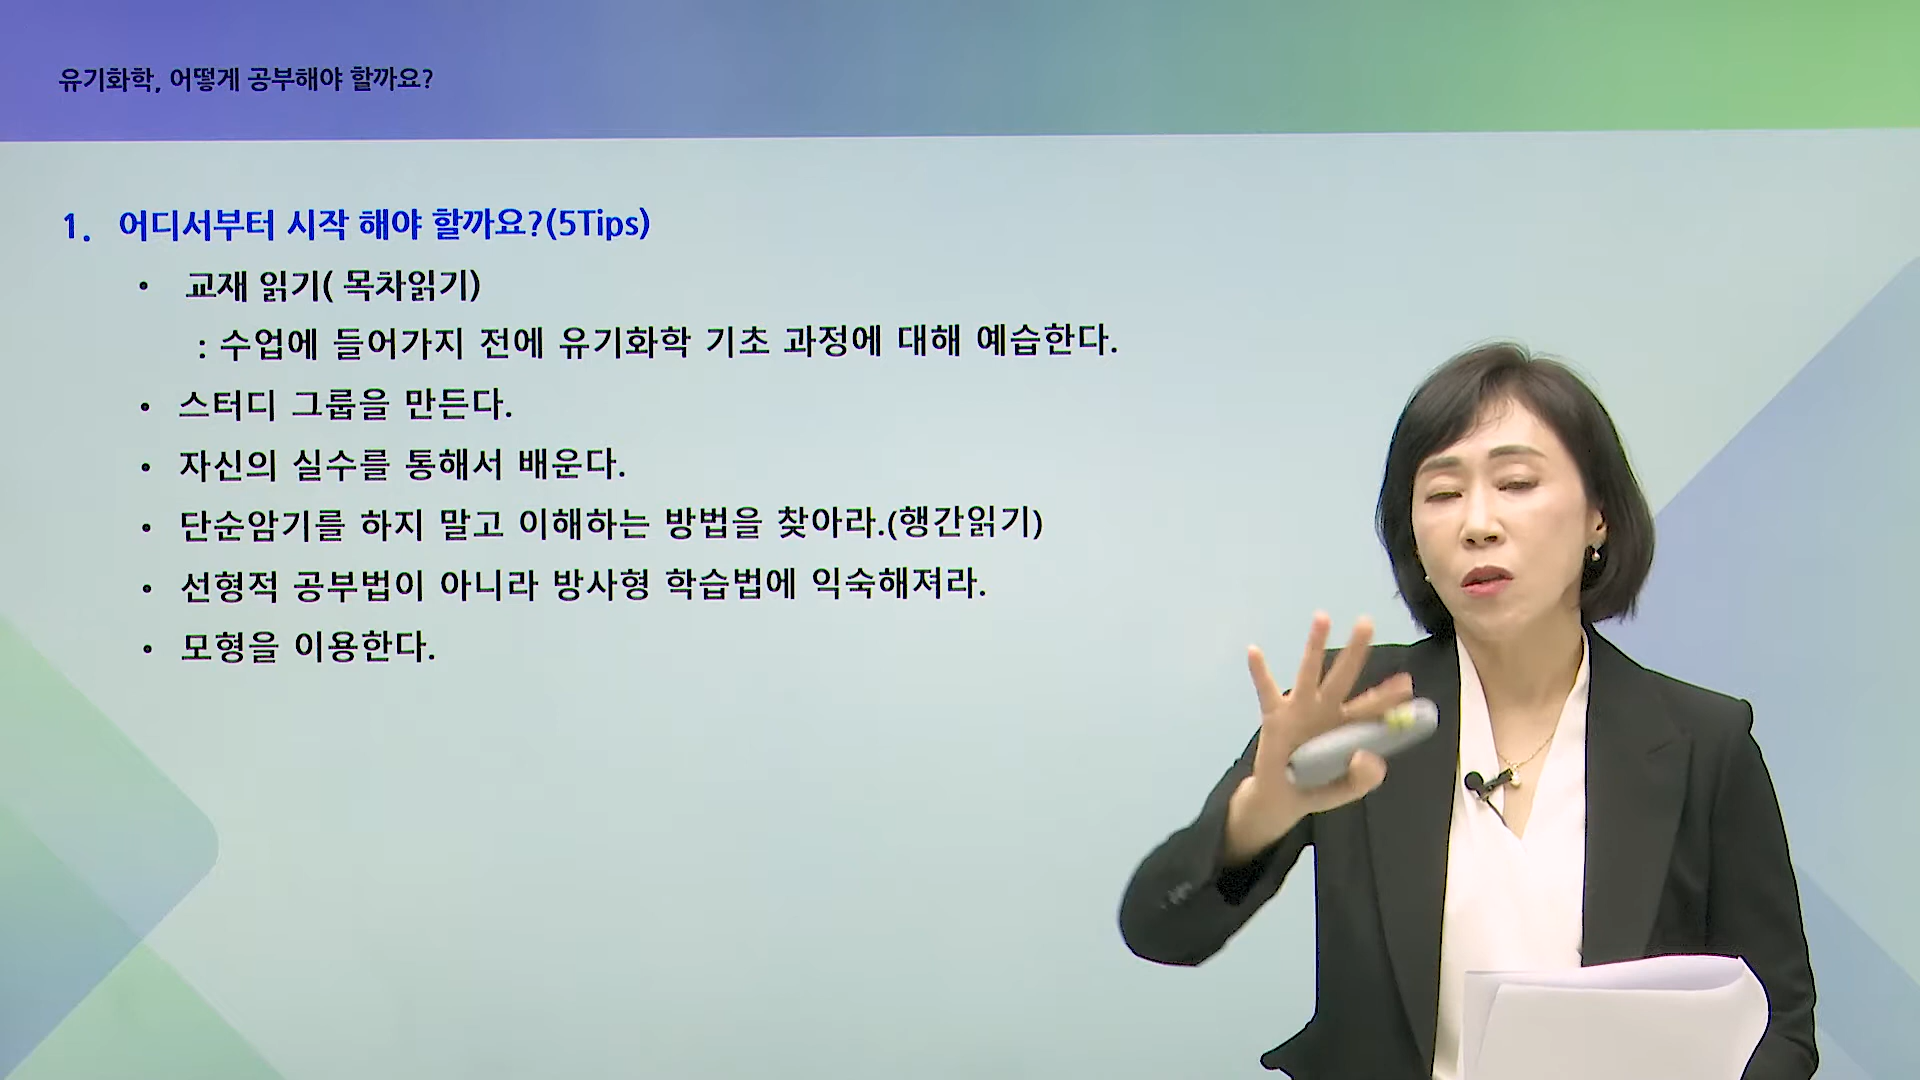 유기화학, 어떻게 공부해야 할까요?
1. 어디서부터 시작 해야 할까요?(5Tips)
• 교재 읽기( 목차읽기)
: 수업에 들어가지 전에 유기화학 기초 과정에 대해 예습한다.
• 스터디 그룹을 만든다.
• 자신의 실수를 통해서 배운다.
• 단순암기를 하지 말고 이해하는 방법을 찾아라.(행간읽기)
• 선형적 공부법이 아니라 방사형 학습법에 익숙해져라.
• 모형을 이용한다.